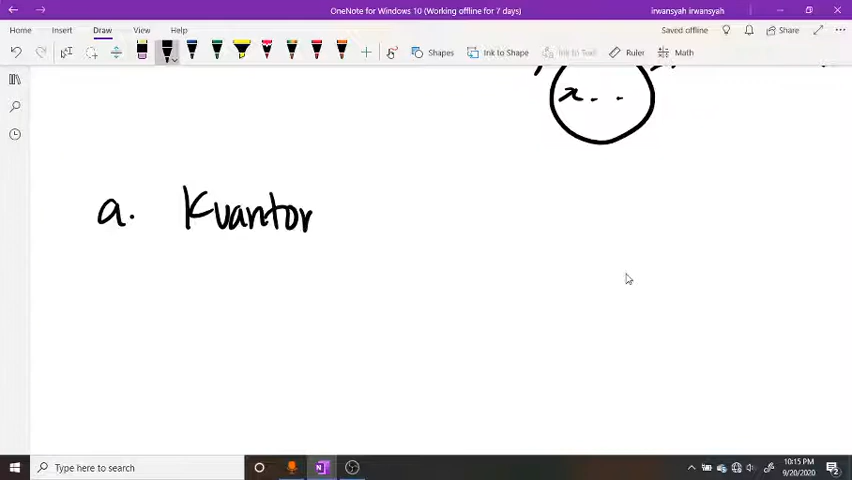 OneNote for Windows 10 (Working offline for 7 days)
irwansyah irwansyah
Home Insert Draw View Help
Saved offline Share
Shapes Ink to Shape Ink to Text Ruler Math
x..
a. Kuantor
Type here to search
10:15 PM
9/20/2020
2